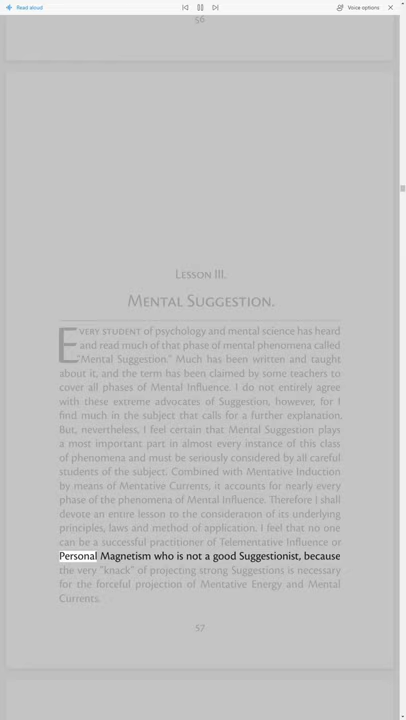 Read aloud
Voice options
56
Lesson III.
Mental Suggestion.
Every student of psychology and mental science has heard
and read much of that phase of mental phenomena called
"Mental Suggestion." Much has been written and taught
about it, and the term has been claimed by some teachers to
cover all phases of Mental Influence. I do not entirely agree
with these extreme advocates of Suggestion, however, for I
find much in the subject that calls for a further explanation.
But, nevertheless, I feel certain that Mental Suggestion plays
a most important part in almost every instance of this class
of phenomena and must be seriously considered by all careful
students of the subject. Combined with Mentative Induction
by means of Mentative Currents, it accounts for nearly every
phase of the phenomena of Mental Influence. Therefore I shall
devote an entire lesson to the consideration of its underlying
principles, laws and method of application. I feel that no one
can be a successful practitioner of Telementative Influence or
Personal Magnetism who is not a good Suggestionist, because
the very "knack" of projecting strong Suggestions is necessary
for the forceful projection of Mentative Energy and Mental
Currents.
57